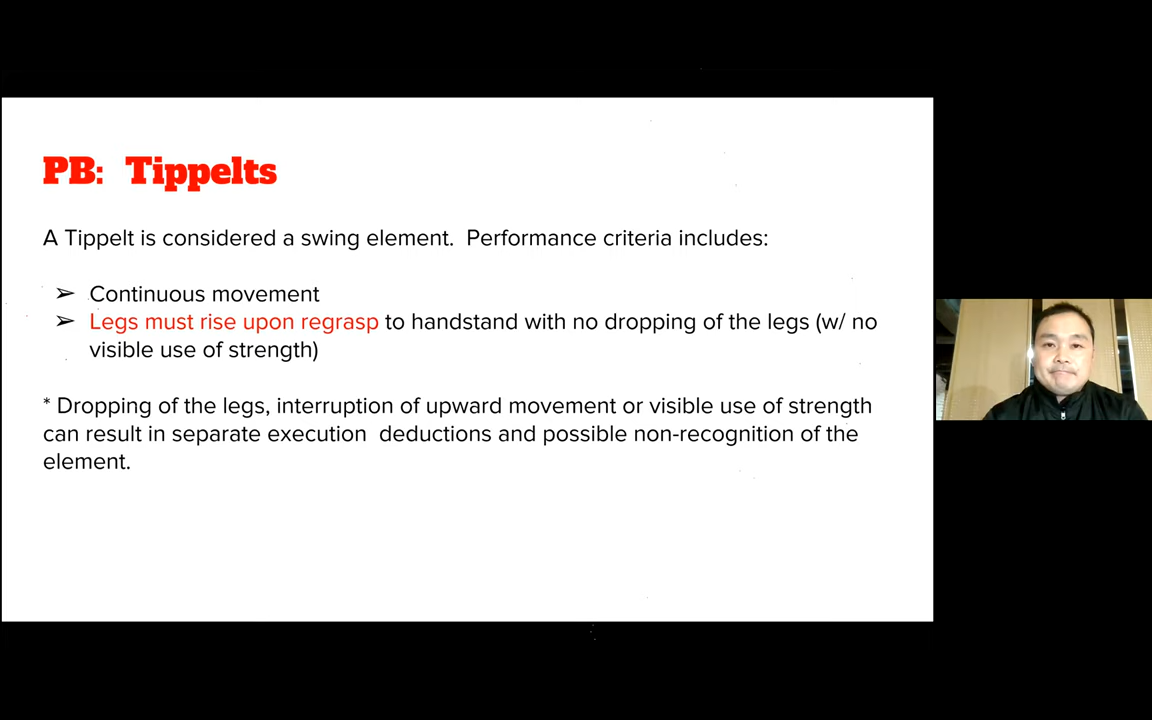 PB: Tippelts
A Tippelt is considered a swing element. Performance criteria includes:
➢ Continuous movement
➢ Legs must rise upon regrasp to handstand with no dropping of the legs (w/ no
visible use of strength)
* Dropping of the legs, interruption of upward movement or visible use of strength
can result in separate execution deductions and possible non-recognition of the
element.